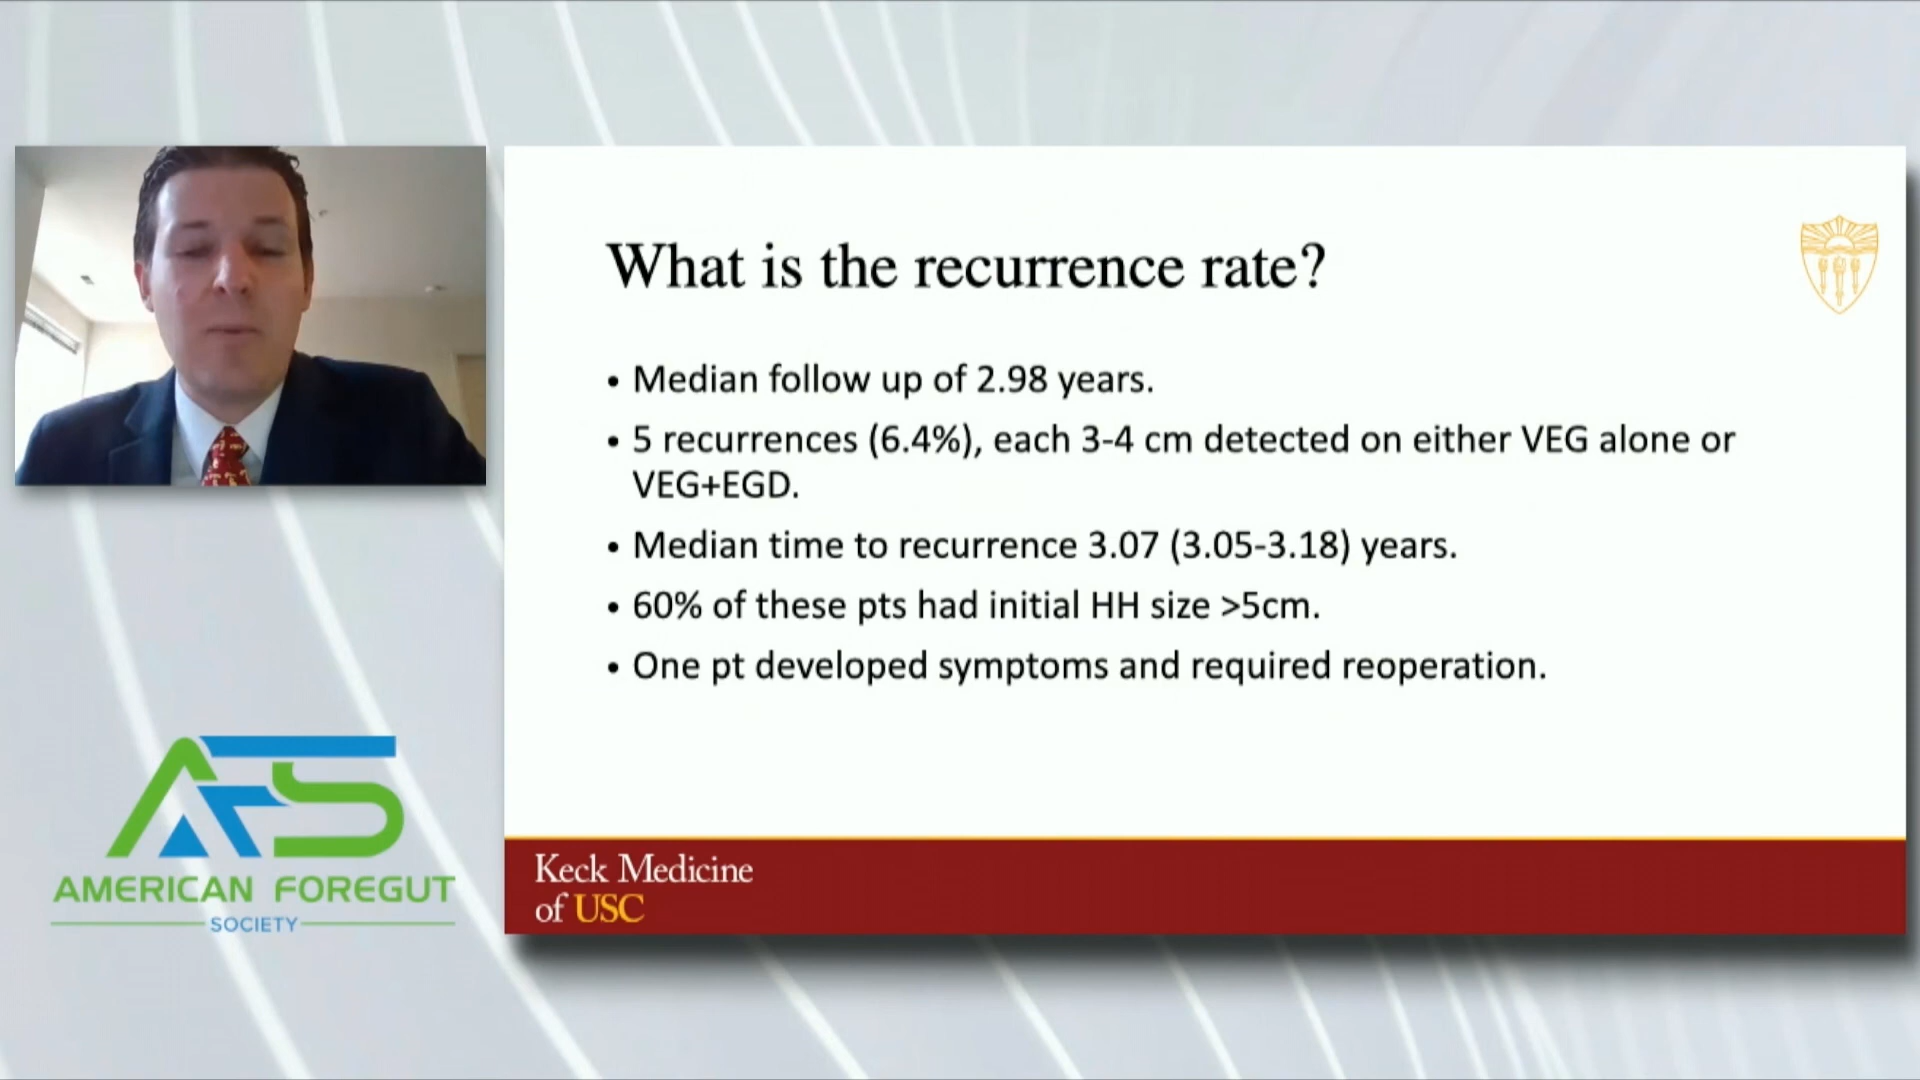 What is the recurrence rate?
• Median follow up of 2.98 years.
• 5 recurrences (6.4%), each 3-4 cm detected on either VEG alone or
VEG+EGD.
• Median time to recurrence 3.07 (3.05-3.18) years.
• 60% of these pts had initial HH size >5cm.
• One pt developed symptoms and required reoperation.
AFS
AMERICAN FOREGUT
SOCIETY
Keck Medicine
of USC